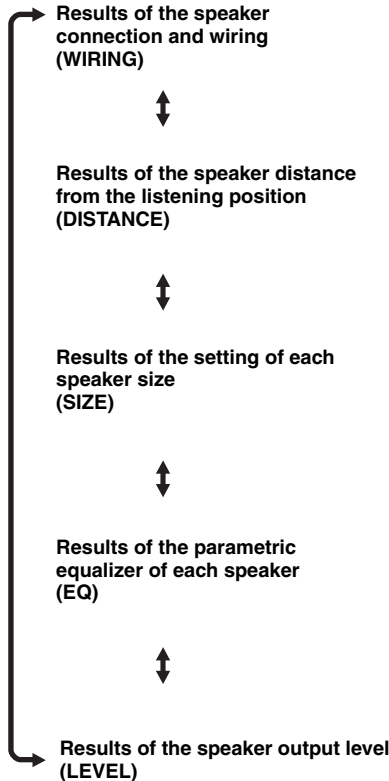 Results of the speaker
connection and wiring
(WIRING)
Results of the speaker distance
from the listening position
(DISTANCE)
Results of the setting of each
speaker size
(SIZE)
Results of the parametric
equalizer of each speaker
(EQ)
Results of the speaker output level
(LEVEL)